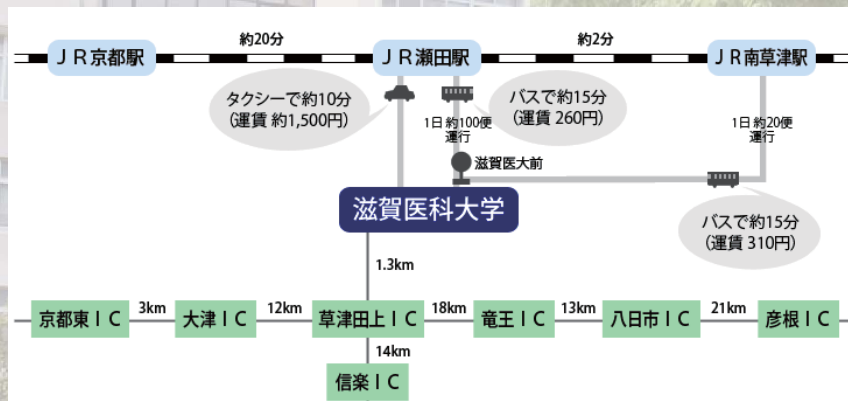 約20分
約2分
ＪＲ京都駅
ＪＲ瀬田駅
ＪＲ南草津駅
タクシーで約10分
（運賃 約1,500円）
1日 約100便
運行
バスで約15分
（運賃 260円）
1日 約20便
運行
滋賀医大前
滋賀医科大学
バスで約15分
（運賃 310円）
1.3km
京都東ＩＣ
3km
大津ＩＣ
12km
草津田上ＩＣ
18km
竜王ＩＣ
13km
八日市ＩＣ
21km
彦根ＩＣ
14km
信楽ＩＣ